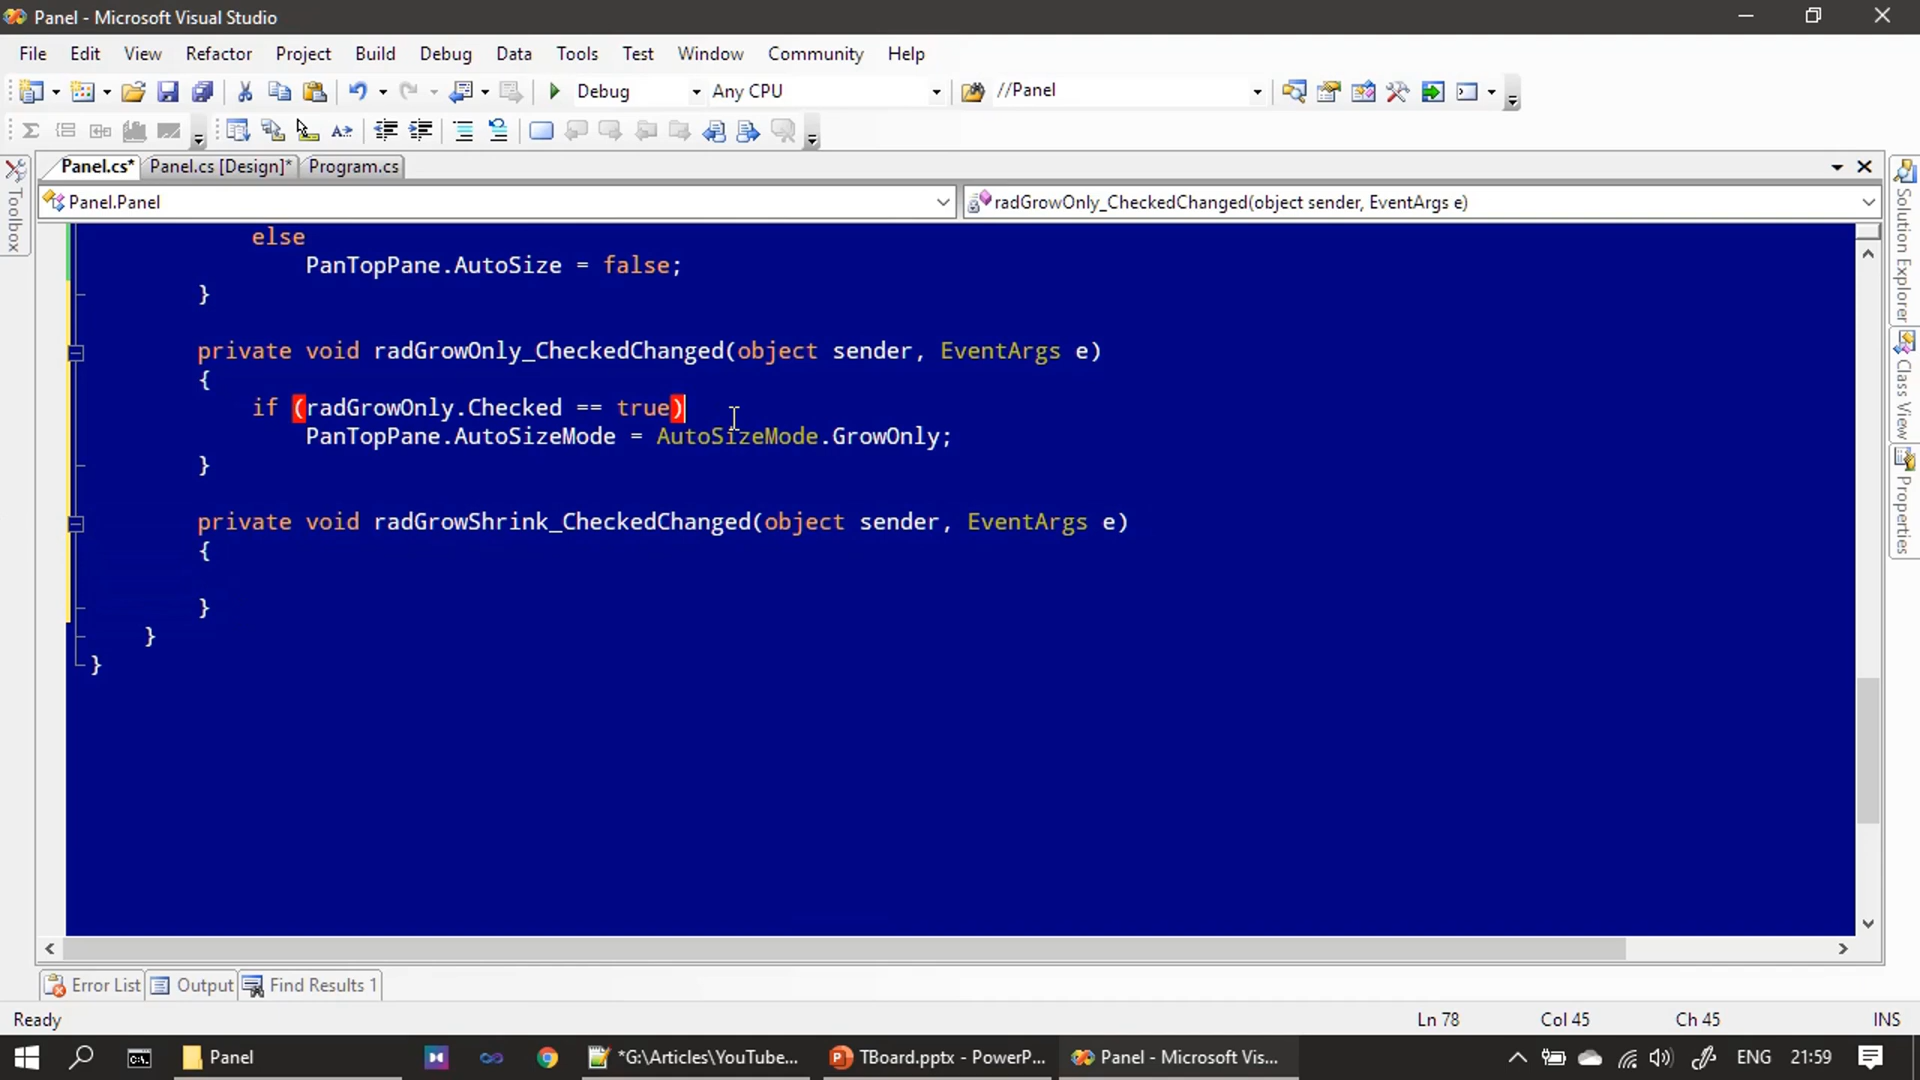 Panel - Microsoft Visual Studio
File Edit View Refactor Project Build Debug Data Tools Test Window Community Help
Debug Any CPU //Panel
Panel.cs* Panel.cs [Design]* Program.cs
Panel.Panel radGrowOnly_CheckedChanged(object sender, EventArgs e)
Toolbox
Solution Explorer
Class View
Properties
else
PanTopPane.AutoSize = false;
}
private void radGrowOnly_CheckedChanged(object sender, EventArgs e)
{
if (radGrowOnly.Checked == true)
PanTopPane.AutoSizeMode = AutoSizeMode.GrowOnly;
}
private void radGrowShrink_CheckedChanged(object sender, EventArgs e)
{
}
}
}
Error List Output Find Results 1
Ready Ln 78 Col 45 Ch 45 INS
Panel *G:\Articles\YouTube... TBoard.pptx - PowerP... Panel - Microsoft Vis... ENG 21:59